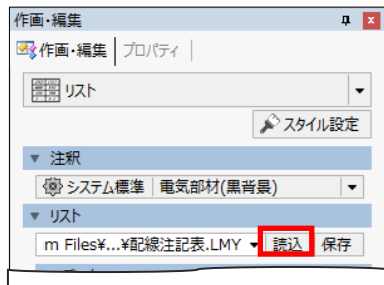 作画・編集
作画・編集 プロパティ
リスト
スタイル設定
注釈
システム標準 電気部材(黒背景)
リスト
m Files¥...¥配線注記表.LMY 読込 保存